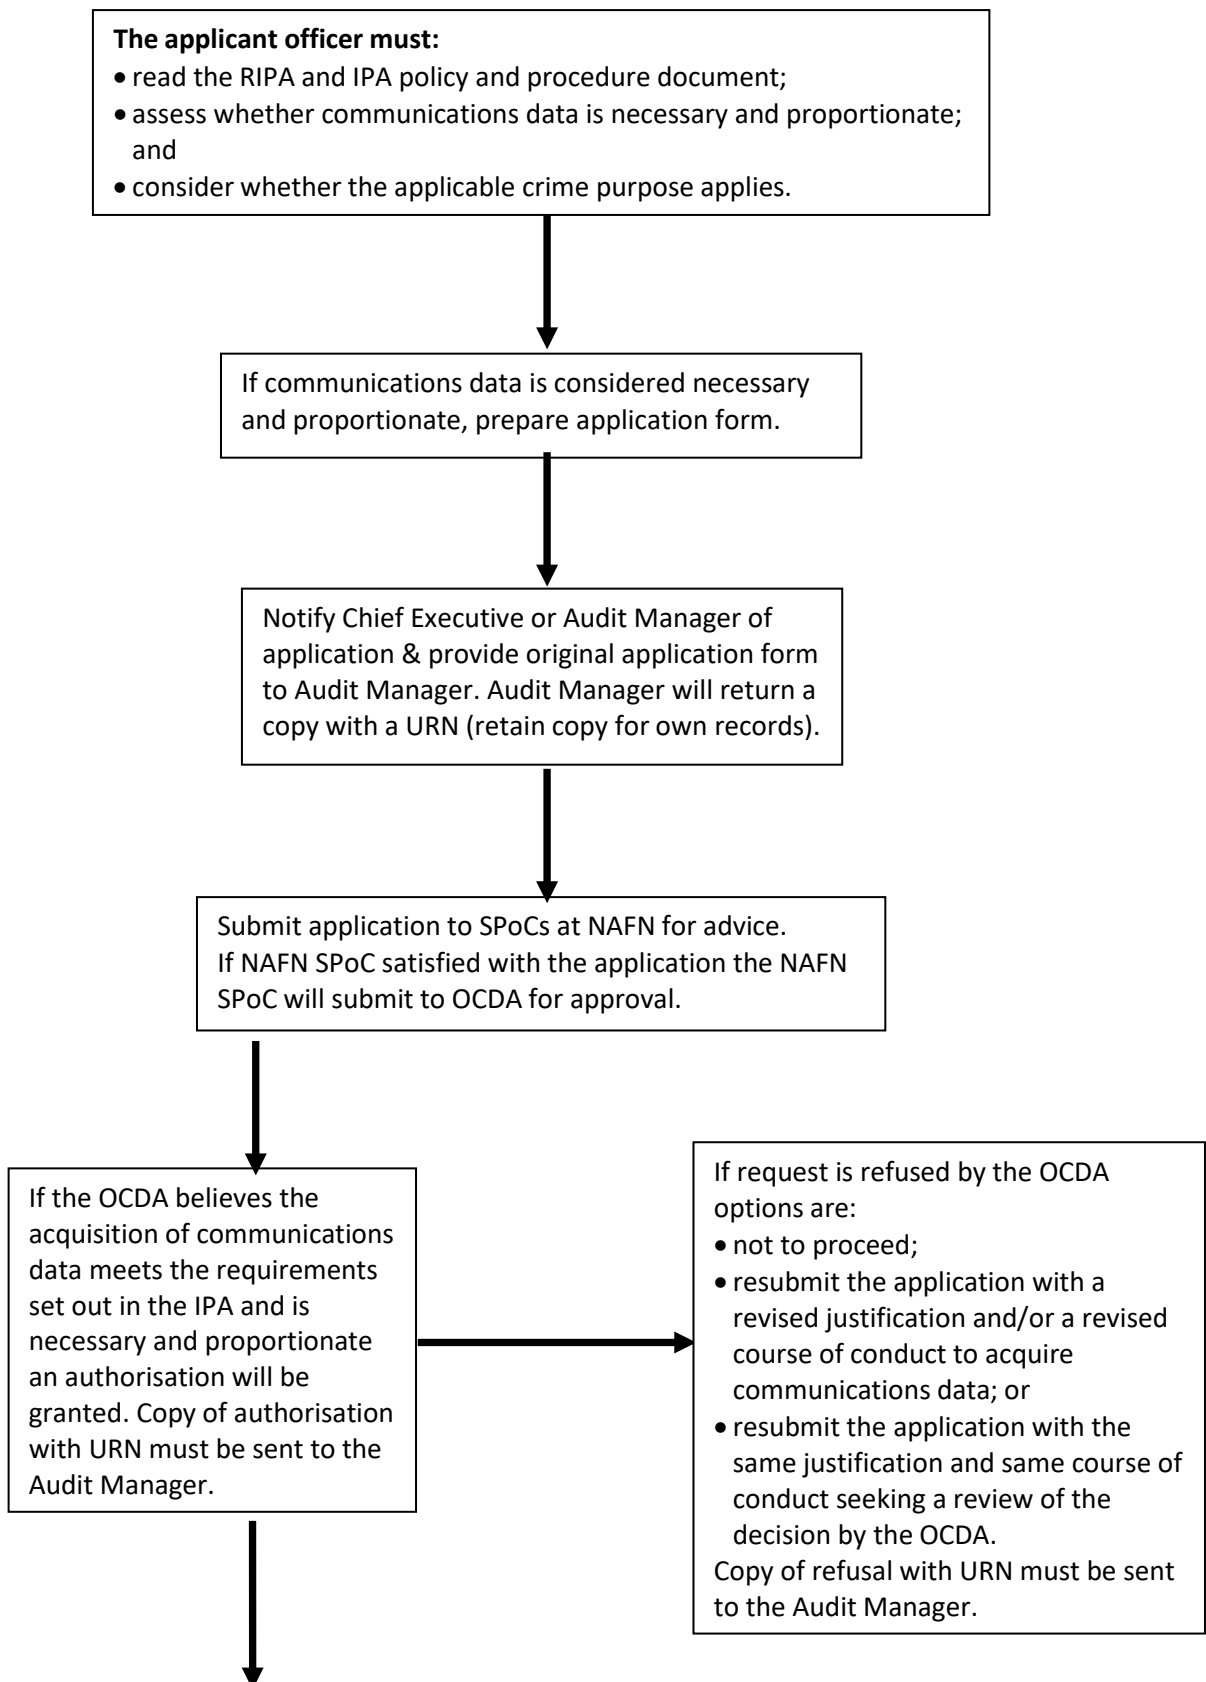 The applicant officer must:
• read the RIPA and IPA policy and procedure document;
• assess whether communications data is necessary and proportionate;
and
• consider whether the applicable crime purpose applies.
If communications data is considered necessary
and proportionate, prepare application form.
Notify Chief Executive or Audit Manager of
application & provide original application form
to Audit Manager. Audit Manager will return a
copy with a URN (retain copy for own records).
Submit application to SPoCs at NAFN for advice.
If NAFN SPoC satisfied with the application the NAFN
SPoC will submit to OCDA for approval.
If the OCDA believes the
acquisition of communications
data meets the requirements
set out in the IPA and is
necessary and proportionate
an authorisation will be
granted. Copy of authorisation
with URN must be sent to the
Audit Manager.
If request is refused by the OCDA
options are:
• not to proceed;
• resubmit the application with a
revised justification and/or a revised
course of conduct to acquire
communications data; or
• resubmit the application with the
same justification and same course of
conduct seeking a review of the
decision by the OCDA.
Copy of refusal with URN must be sent
to the Audit Manager.